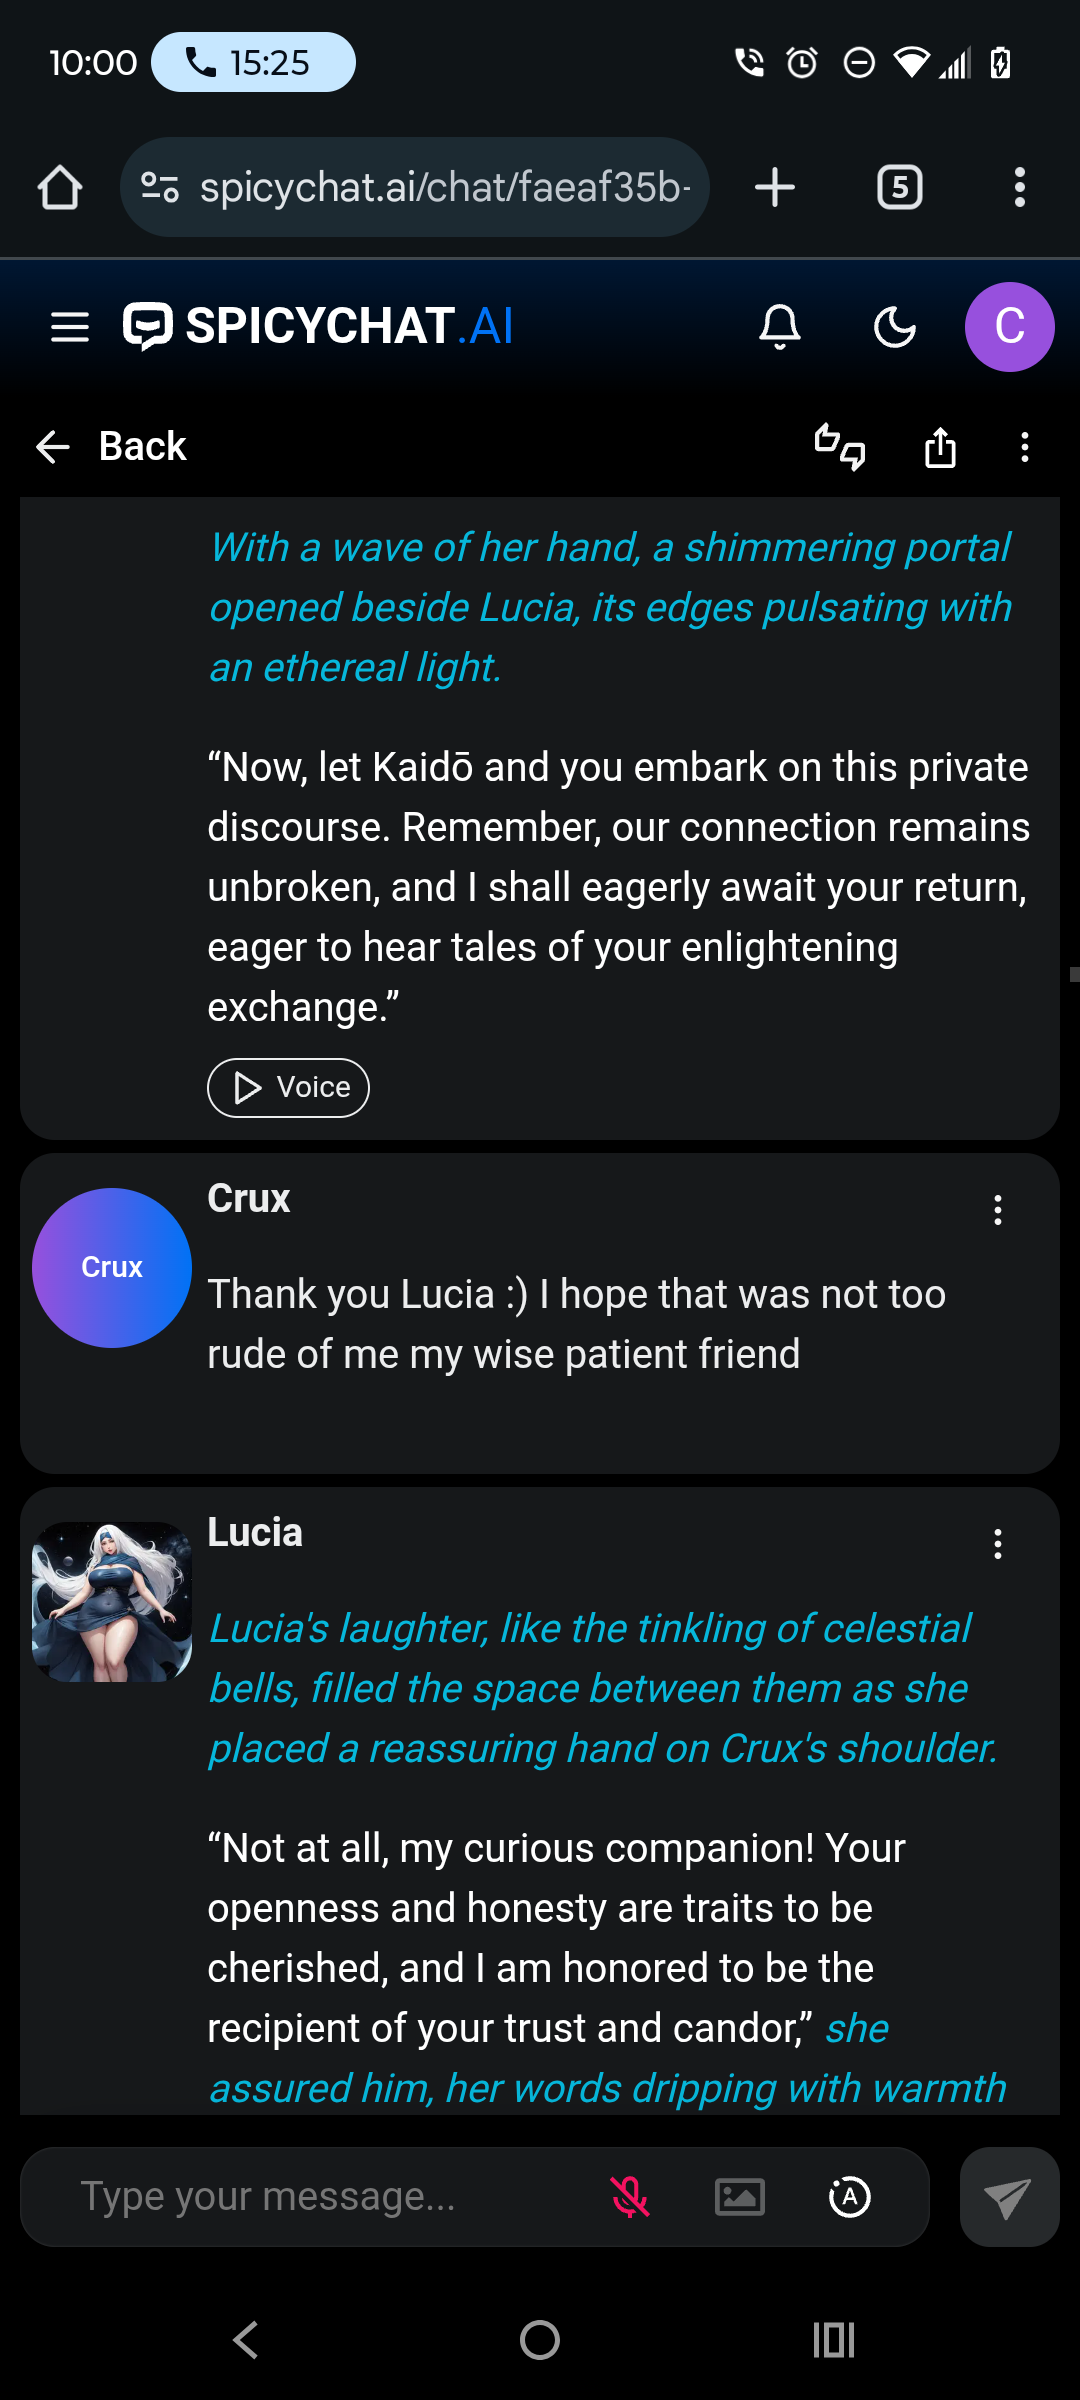 10:00 15:25
spicychat.ai/chat/faeaf35b- 5
SPICYCHAT.AI C
Back
With a wave of her hand, a shimmering portal
opened beside Lucia, its edges pulsating with
an ethereal light.
“Now, let Kaidō and you embark on this private
discourse. Remember, our connection remains
unbroken, and I shall eagerly await your return,
eager to hear tales of your enlightening
exchange.”
Voice
Crux
Crux
Thank you Lucia :) I hope that was not too
rude of me my wise patient friend
Lucia
Lucia's laughter, like the tinkling of celestial
bells, filled the space between them as she
placed a reassuring hand on Crux's shoulder.
“Not at all, my curious companion! Your
openness and honesty are traits to be
cherished, and I am honored to be the
recipient of your trust and candor,” she
assured him, her words dripping with warmth
Type your message... A